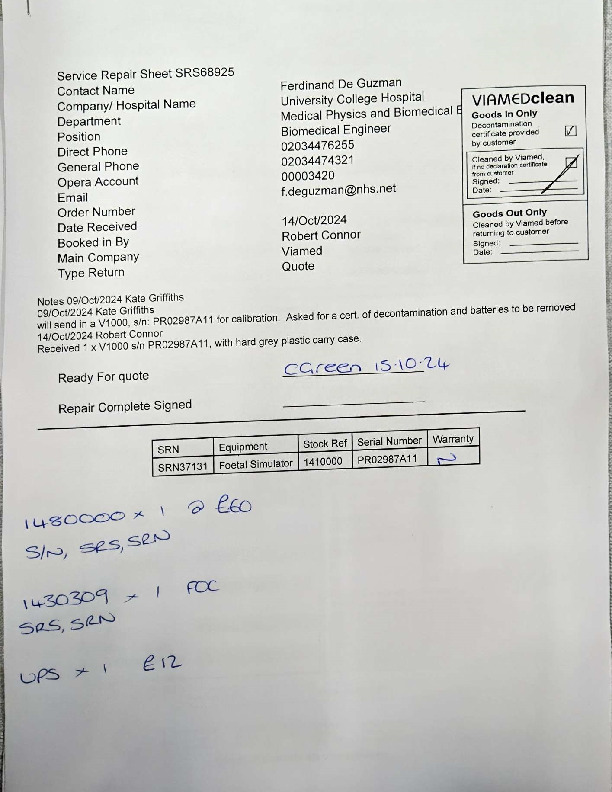 Service Repair Sheet SRS68925
Contact Name Ferdinand De Guzman
Company/ Hospital Name University College Hospital
Department Medical Physics and Biomedical E
Position Biomedical Engineer
Direct Phone 02034476255
General Phone 02034474321
Opera Account 00003420
Email f.deguzman@nhs.net
Order Number
Date Received 14/Oct/2024
Booked in By Robert Connor
Main Company Viamed
Type Return Quote
VIAMEDclean
Goods In Only
Decontamination
certificate provided
by customer
Cleaned by Viamed,
if no declaration certificate
from customer
Signed:
Date:
Goods Out Only
Cleaned by Viamed before
returning to customer
Signed:
Date:
Notes 09/Oct/2024 Kate Griffiths
09/Oct/2024 Kate Griffiths
will send in a V1000, s/n: PR02987A11 for calibration. Asked for a cert. of decontamination and batteries to be removed
14/Oct/2024 Robert Connor
Received 1 x V1000 s/n PR02987A11, with hard grey plastic carry case.
Ready For quote CGreen 15.10.24
Repair Complete Signed
SRN Equipment Stock Ref Serial Number Warranty
SRN37131 Foetal Simulator 1410000 PR02987A11 N
1480000 x 1 @ £60
S/N, SRS, SRN
1430309 x 1 FOC
SRS, SRN
UPS x 1 £12